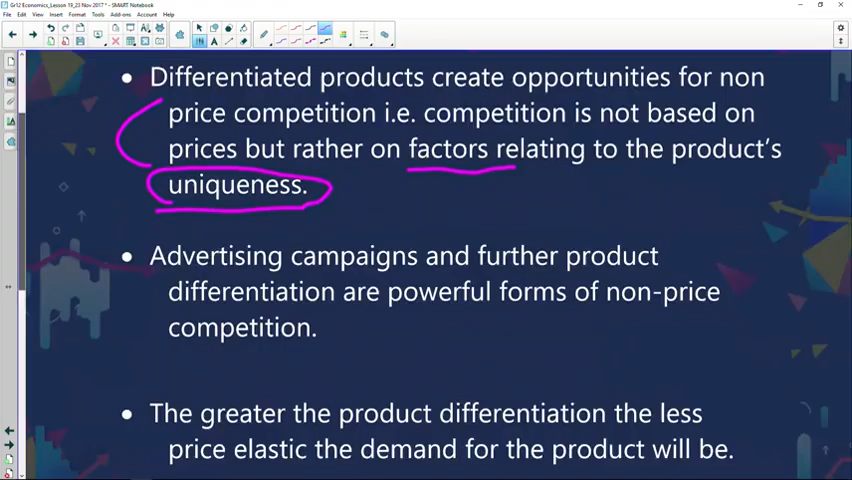 Gr12 Economics_Lesson 19_23 Nov 2017 * - SMART Notebook
File Edit View Insert Format Tools Add-ons Account Help
• Differentiated products create opportunities for non
price competition i.e. competition is not based on
prices but rather on factors relating to the product's
uniqueness.
• Advertising campaigns and further product
differentiation are powerful forms of non-price
competition.
• The greater the product differentiation the less
price elastic the demand for the product will be.